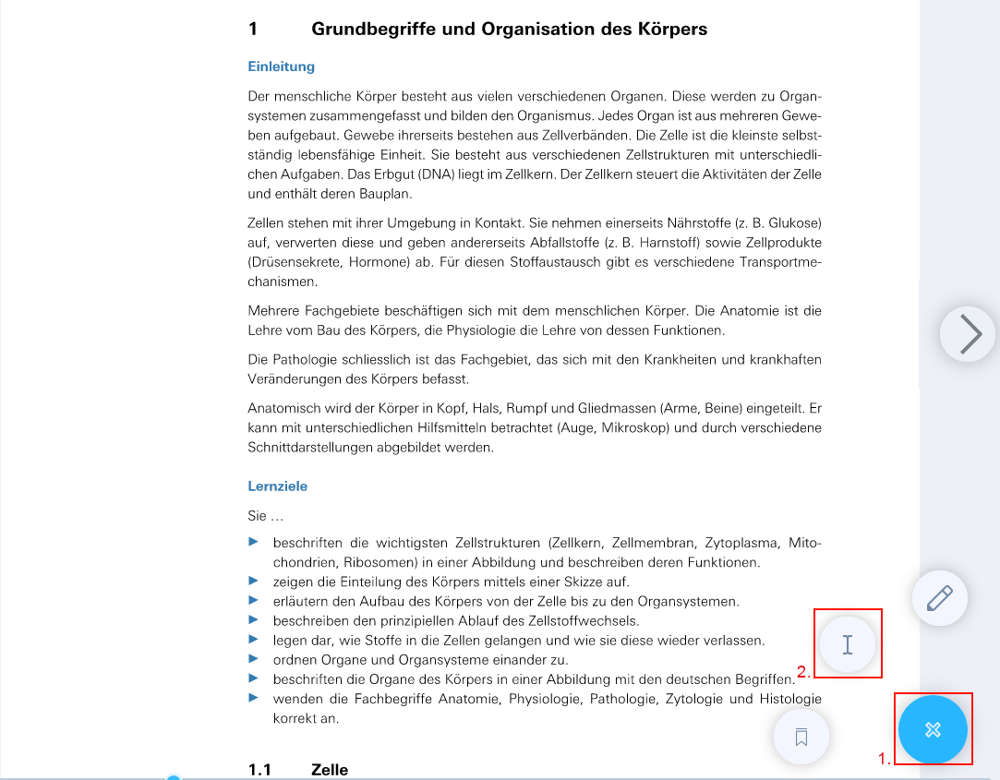 1 Grundbegriffe und Organisation des Körpers
Einleitung
Der menschliche Körper besteht aus vielen verschiedenen Organen. Diese werden zu Organ-
systemen zusammengefasst und bilden den Organismus. Jedes Organ ist aus mehreren Gewe-
ben aufgebaut. Gewebe ihrerseits bestehen aus Zellverbänden. Die Zelle ist die kleinste selbst-
ständig lebensfähige Einheit. Sie besteht aus verschiedenen Zellstrukturen mit unterschiedli-
chen Aufgaben. Das Erbgut (DNA) liegt im Zellkern. Der Zellkern steuert die Aktivitäten der Zelle
und enthält deren Bauplan.
Zellen stehen mit ihrer Umgebung in Kontakt. Sie nehmen einerseits Nährstoffe (z. B. Glukose)
auf, verwerten diese und geben andererseits Abfallstoffe (z. B. Harnstoff) sowie Zellprodukte
(Drüsensekrete, Hormone) ab. Für diesen Stoffaustausch gibt es verschiedene Transportme-
chanismen.
Mehrere Fachgebiete beschäftigen sich mit dem menschlichen Körper. Die Anatomie ist die
Lehre vom Bau des Körpers, die Physiologie die Lehre von dessen Funktionen.
Die Pathologie schliesslich ist das Fachgebiet, das sich mit den Krankheiten und krankhaften
Veränderungen des Körpers befasst.
Anatomisch wird der Körper in Kopf, Hals, Rumpf und Gliedmassen (Arme, Beine) eingeteilt. Er
kann mit unterschiedlichen Hilfsmitteln betrachtet (Auge, Mikroskop) und durch verschiedene
Schnittdarstellungen abgebildet werden.
Lernziele
Sie …
beschriften die wichtigsten Zellstrukturen (Zellkern, Zellmembran, Zytoplasma, Mito-
chondrien, Ribosomen) in einer Abbildung und beschreiben deren Funktionen.
zeigen die Einteilung des Körpers mittels einer Skizze auf.
erläutern den Aufbau des Körpers von der Zelle bis zu den Organsystemen.
beschreiben den prinzipiellen Ablauf des Zellstoffwechsels.
legen dar, wie Stoffe in die Zellen gelangen und wie sie diese wieder verlassen.
ordnen Organe und Organsysteme einander zu.
beschriften die Organe des Körpers in einer Abbildung mit den deutschen Begriffen.
2.
wenden die Fachbegriffe Anatomie, Physiologie, Pathologie, Zytologie und Histologie
korrekt an.
1.
1.1 Zelle